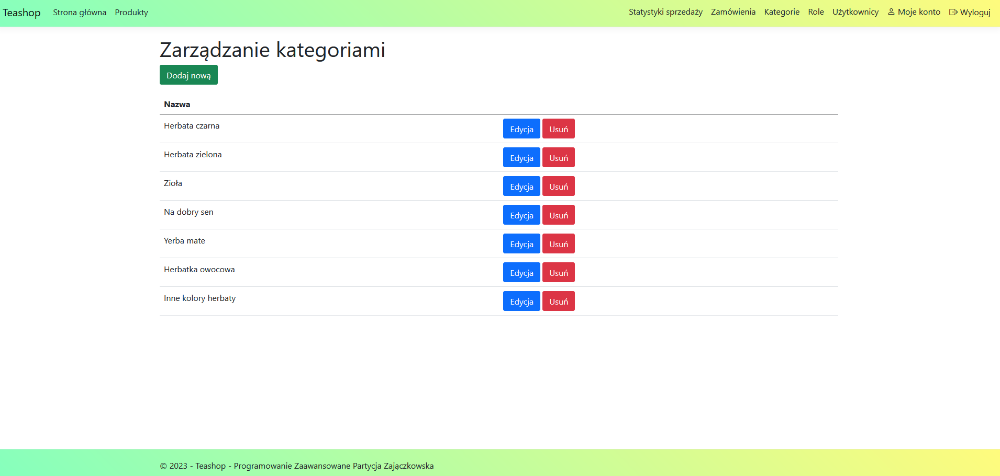 Teashop Strona główna Produkty Statystyki sprzedaży Zamówienia Kategorie Role Użytkownicy Moje konto Wyloguj
Zarządzanie kategoriami
Dodaj nową
Nazwa
Herbata czarna Edycja Usuń
Herbata zielona Edycja Usuń
Zioła Edycja Usuń
Na dobry sen Edycja Usuń
Yerba mate Edycja Usuń
Herbatka owocowa Edycja Usuń
Inne kolory herbaty Edycja Usuń
© 2023 - Teashop - Programowanie Zaawansowane Partycja Zajączkowska